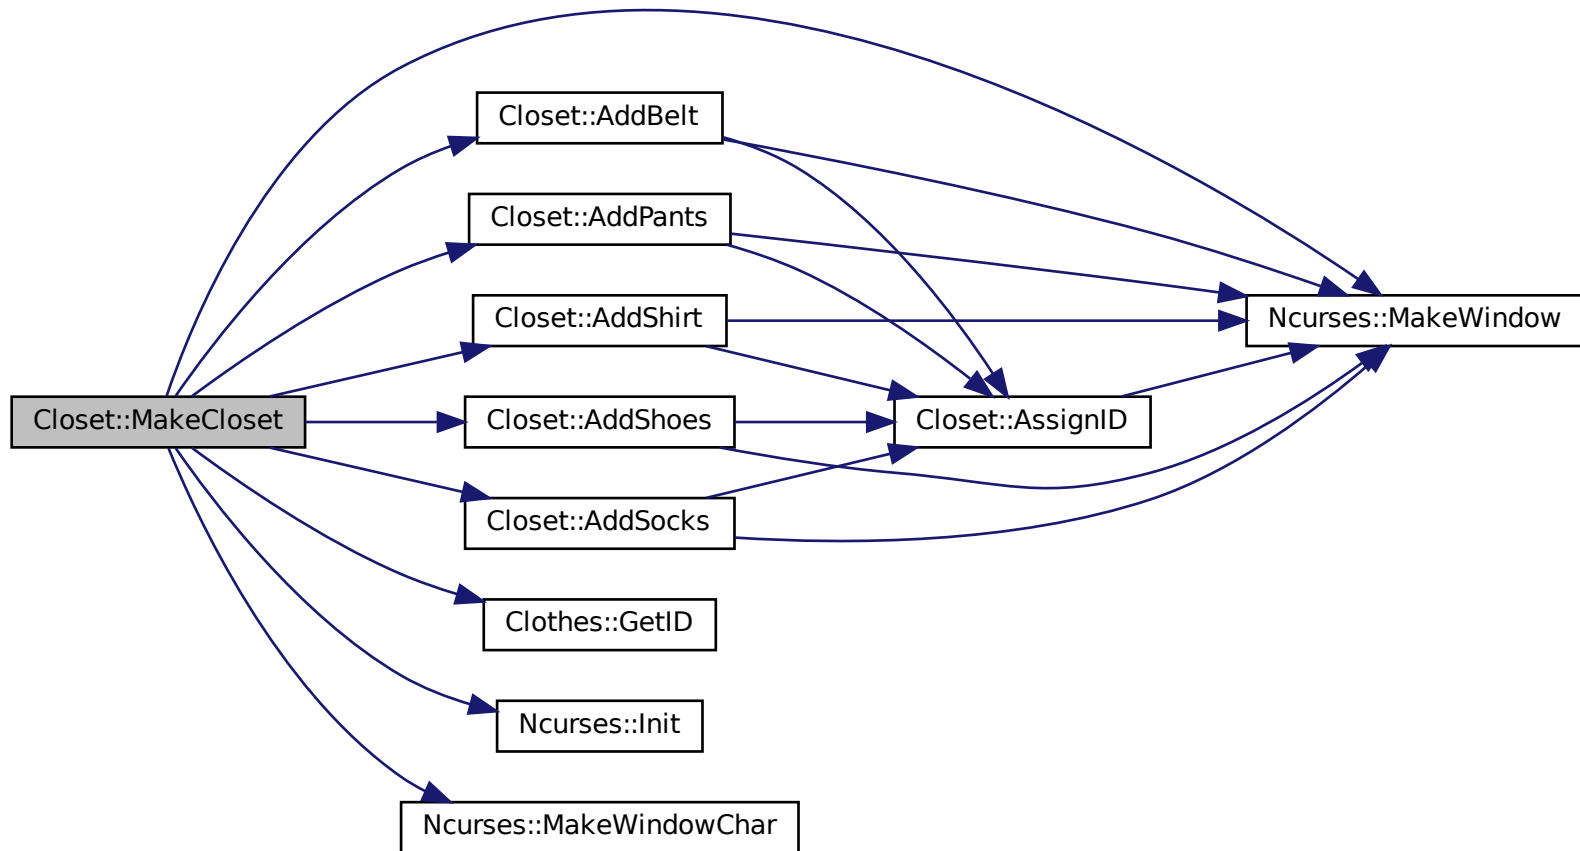 Closet::AddBelt
Closet::AddPants
Closet::AddShirt
Ncurses::MakeWindow
Closet::MakeCloset
Closet::AddShoes
Closet::AssignID
Closet::AddSocks
Clothes::GetID
Ncurses::Init
Ncurses::MakeWindowChar